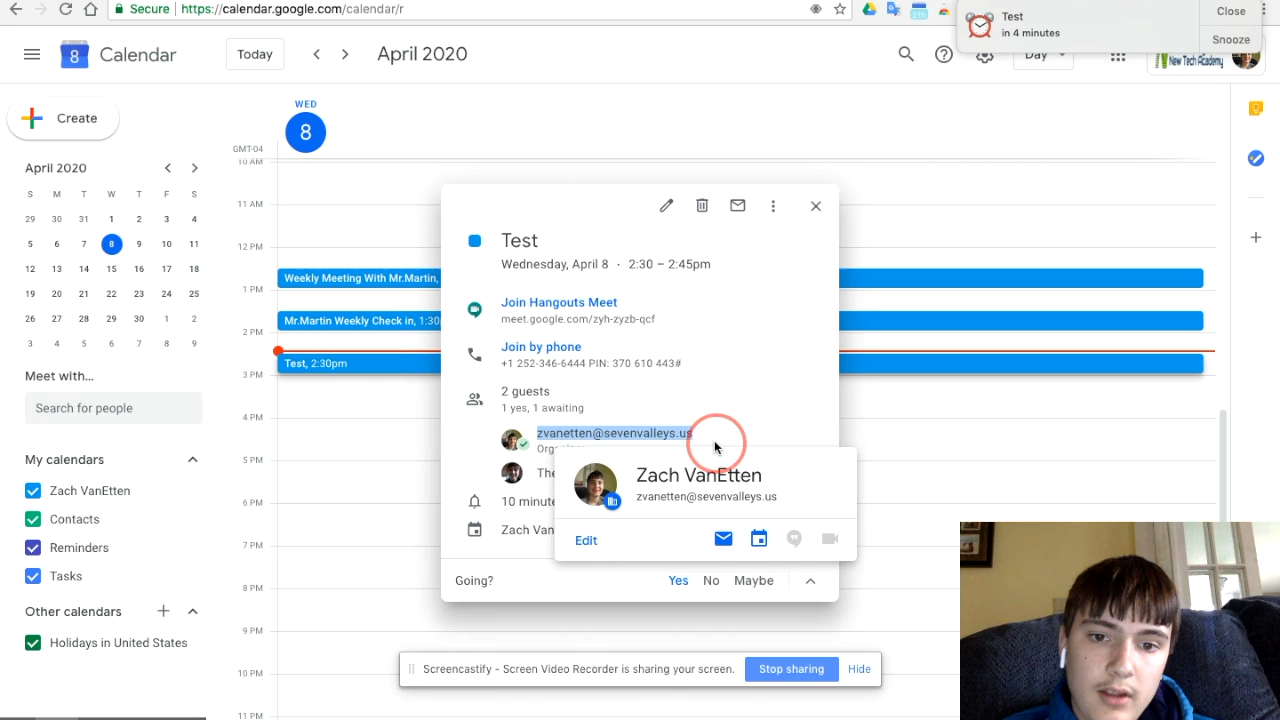 Secure https://calendar.google.com/calendar/r
Test
in 4 minutes
Close
Snooze
8
Calendar
Today
April 2020
Day
New Tech Academy
Create
WED
8
GMT-04
April 2020
S M T W T F S
29 30 31 1 2 3 4
5 6 7 8 9 10 11
12 13 14 15 16 17 18
19 20 21 22 23 24 25
26 27 28 29 30 1 2
3 4 5 6 7 8 9
Meet with...
Search for people
My calendars
Zach VanEtten
Contacts
Reminders
Tasks
Other calendars
Holidays in United States
10 AM
11 AM
12 PM
1 PM
2 PM
3 PM
4 PM
5 PM
6 PM
7 PM
8 PM
9 PM
10 PM
11 PM
Weekly Meeting With Mr.Martin,
Mr.Martin Weekly Check in, 1:30
Test, 2:30pm
Test
Wednesday, April 8 · 2:30 – 2:45pm
Join Hangouts Meet
meet.google.com/zyh-zyzb-qcf
Join by phone
+1 252-346-6444 PIN: 370 610 443#
2 guests
1 yes, 1 awaiting
zvanetten@sevenvalleys.us
The
10 minute
Zach Van
Zach VanEtten
zvanetten@sevenvalleys.us
Edit
Going?
Yes No Maybe
Screencastify - Screen Video Recorder is sharing your screen.
Stop sharing
Hide